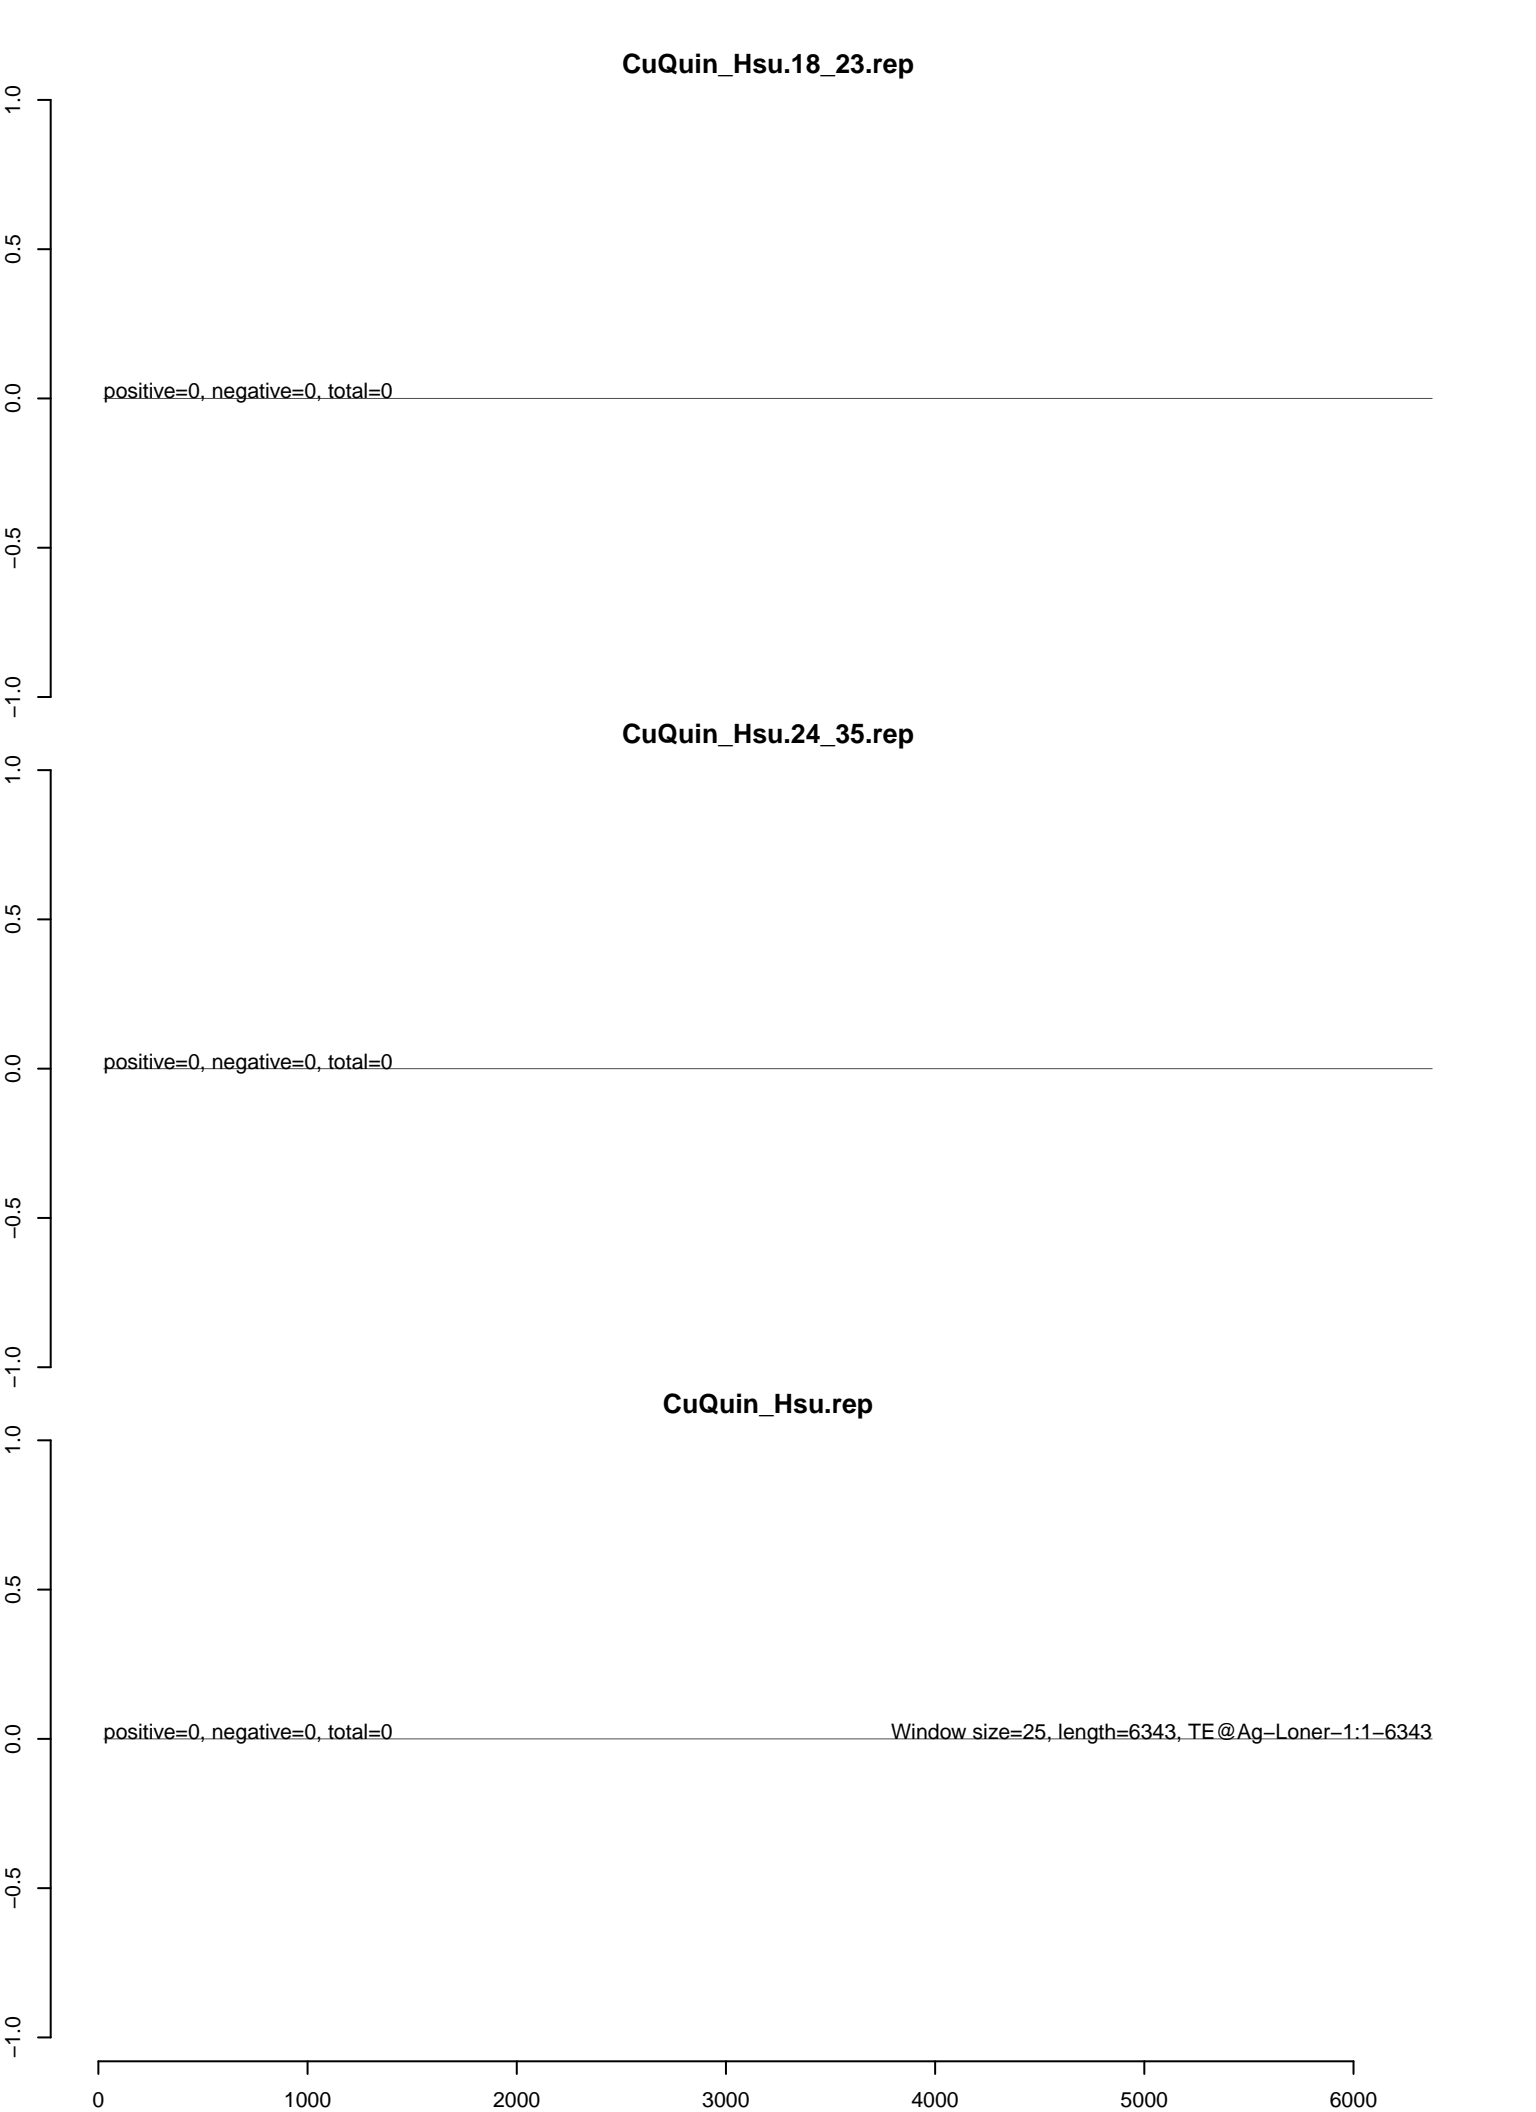 CuQuin_Hsu.18_23.rep
1.0
0.5
0.0
−0.5
−1.0
positive=0, negative=0, total=0
CuQuin_Hsu.24_35.rep
1.0
0.5
0.0
−0.5
−1.0
positive=0, negative=0, total=0
CuQuin_Hsu.rep
1.0
0.5
0.0
−0.5
−1.0
positive=0, negative=0, total=0
Window size=25, length=6343, TE@Ag−Loner−1:1−6343
0 1000 2000 3000 4000 5000 6000